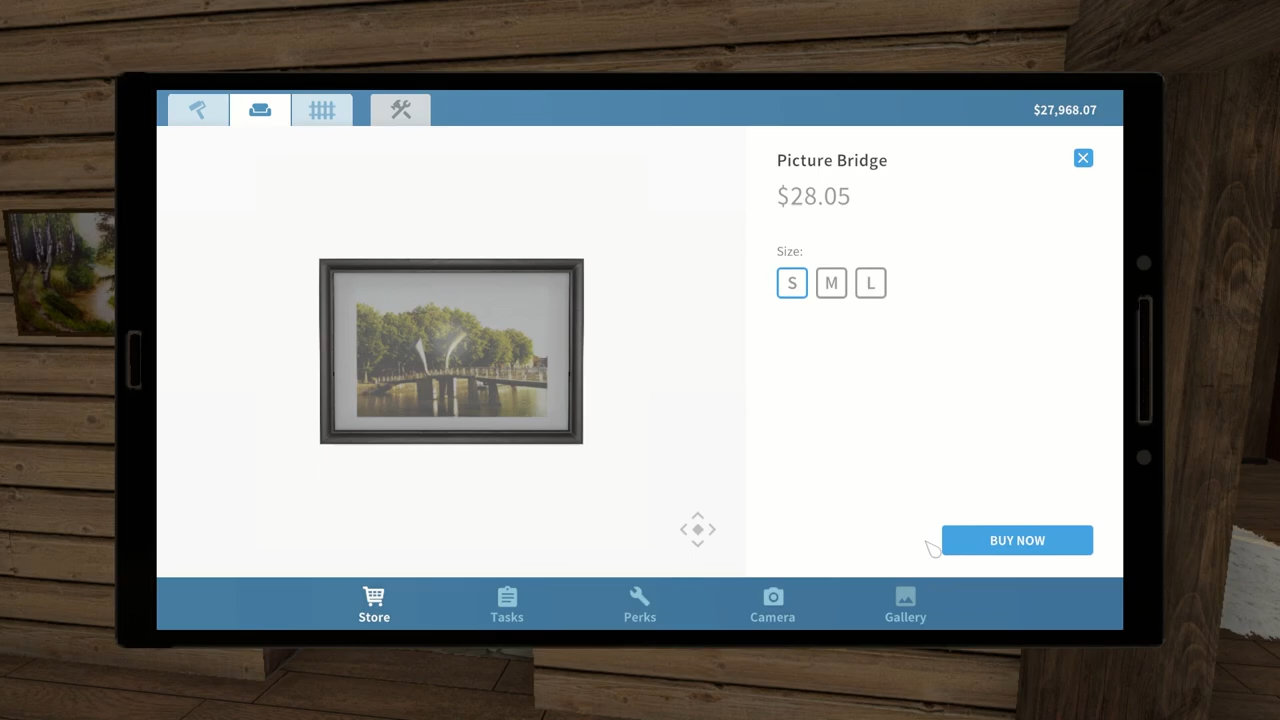 $27,968.07
Picture Bridge
$28.05
Size:
S M L
BUY NOW
Store Tasks Perks Camera Gallery